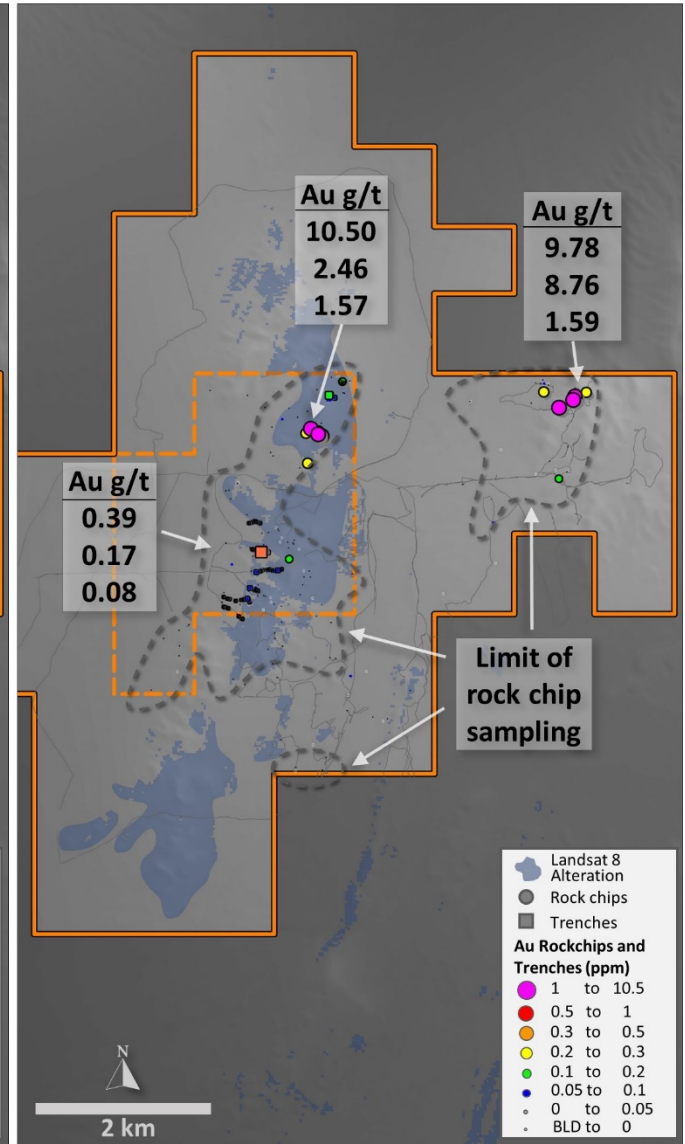 Au g/t
10.50
2.46
1.57
Au g/t
9.78
8.76
1.59
Au g/t
0.39
0.17
0.08
Limit of
rock chip
sampling
Landsat 8
Alteration
Rock chips
Trenches
Au Rockchips and
Trenches (ppm)
1 to 10.5
0.5 to 1
0.3 to 0.5
0.2 to 0.3
0.1 to 0.2
0.05 to 0.1
0 to 0.05
BLD to 0
N
2 km